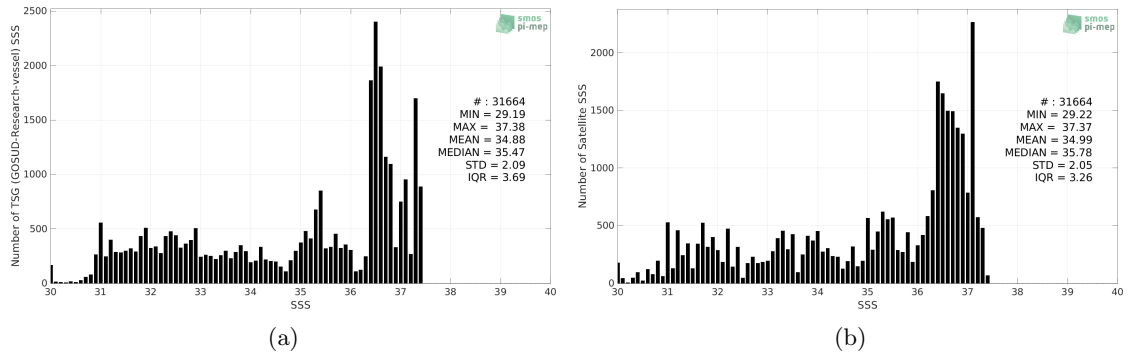 2500
2000
1500
1000
500
0
30 31 32 33 34 35 36 37 38 39 40
SSS
Number of TSG (GOSUD-Research-vessel) SSS
smos
pi-mep
# : 31664
MIN = 29.19
MAX = 37.38
MEAN = 34.88
MEDIAN = 35.47
STD = 2.09
IQR = 3.69
(a)
2000
1500
1000
500
0
30 31 32 33 34 35 36 37 38 39 40
SSS
Number of Satellite SSS
smos
pi-mep
# : 31664
MIN = 29.22
MAX = 37.37
MEAN = 34.99
MEDIAN = 35.78
STD = 2.05
IQR = 3.26
(b)